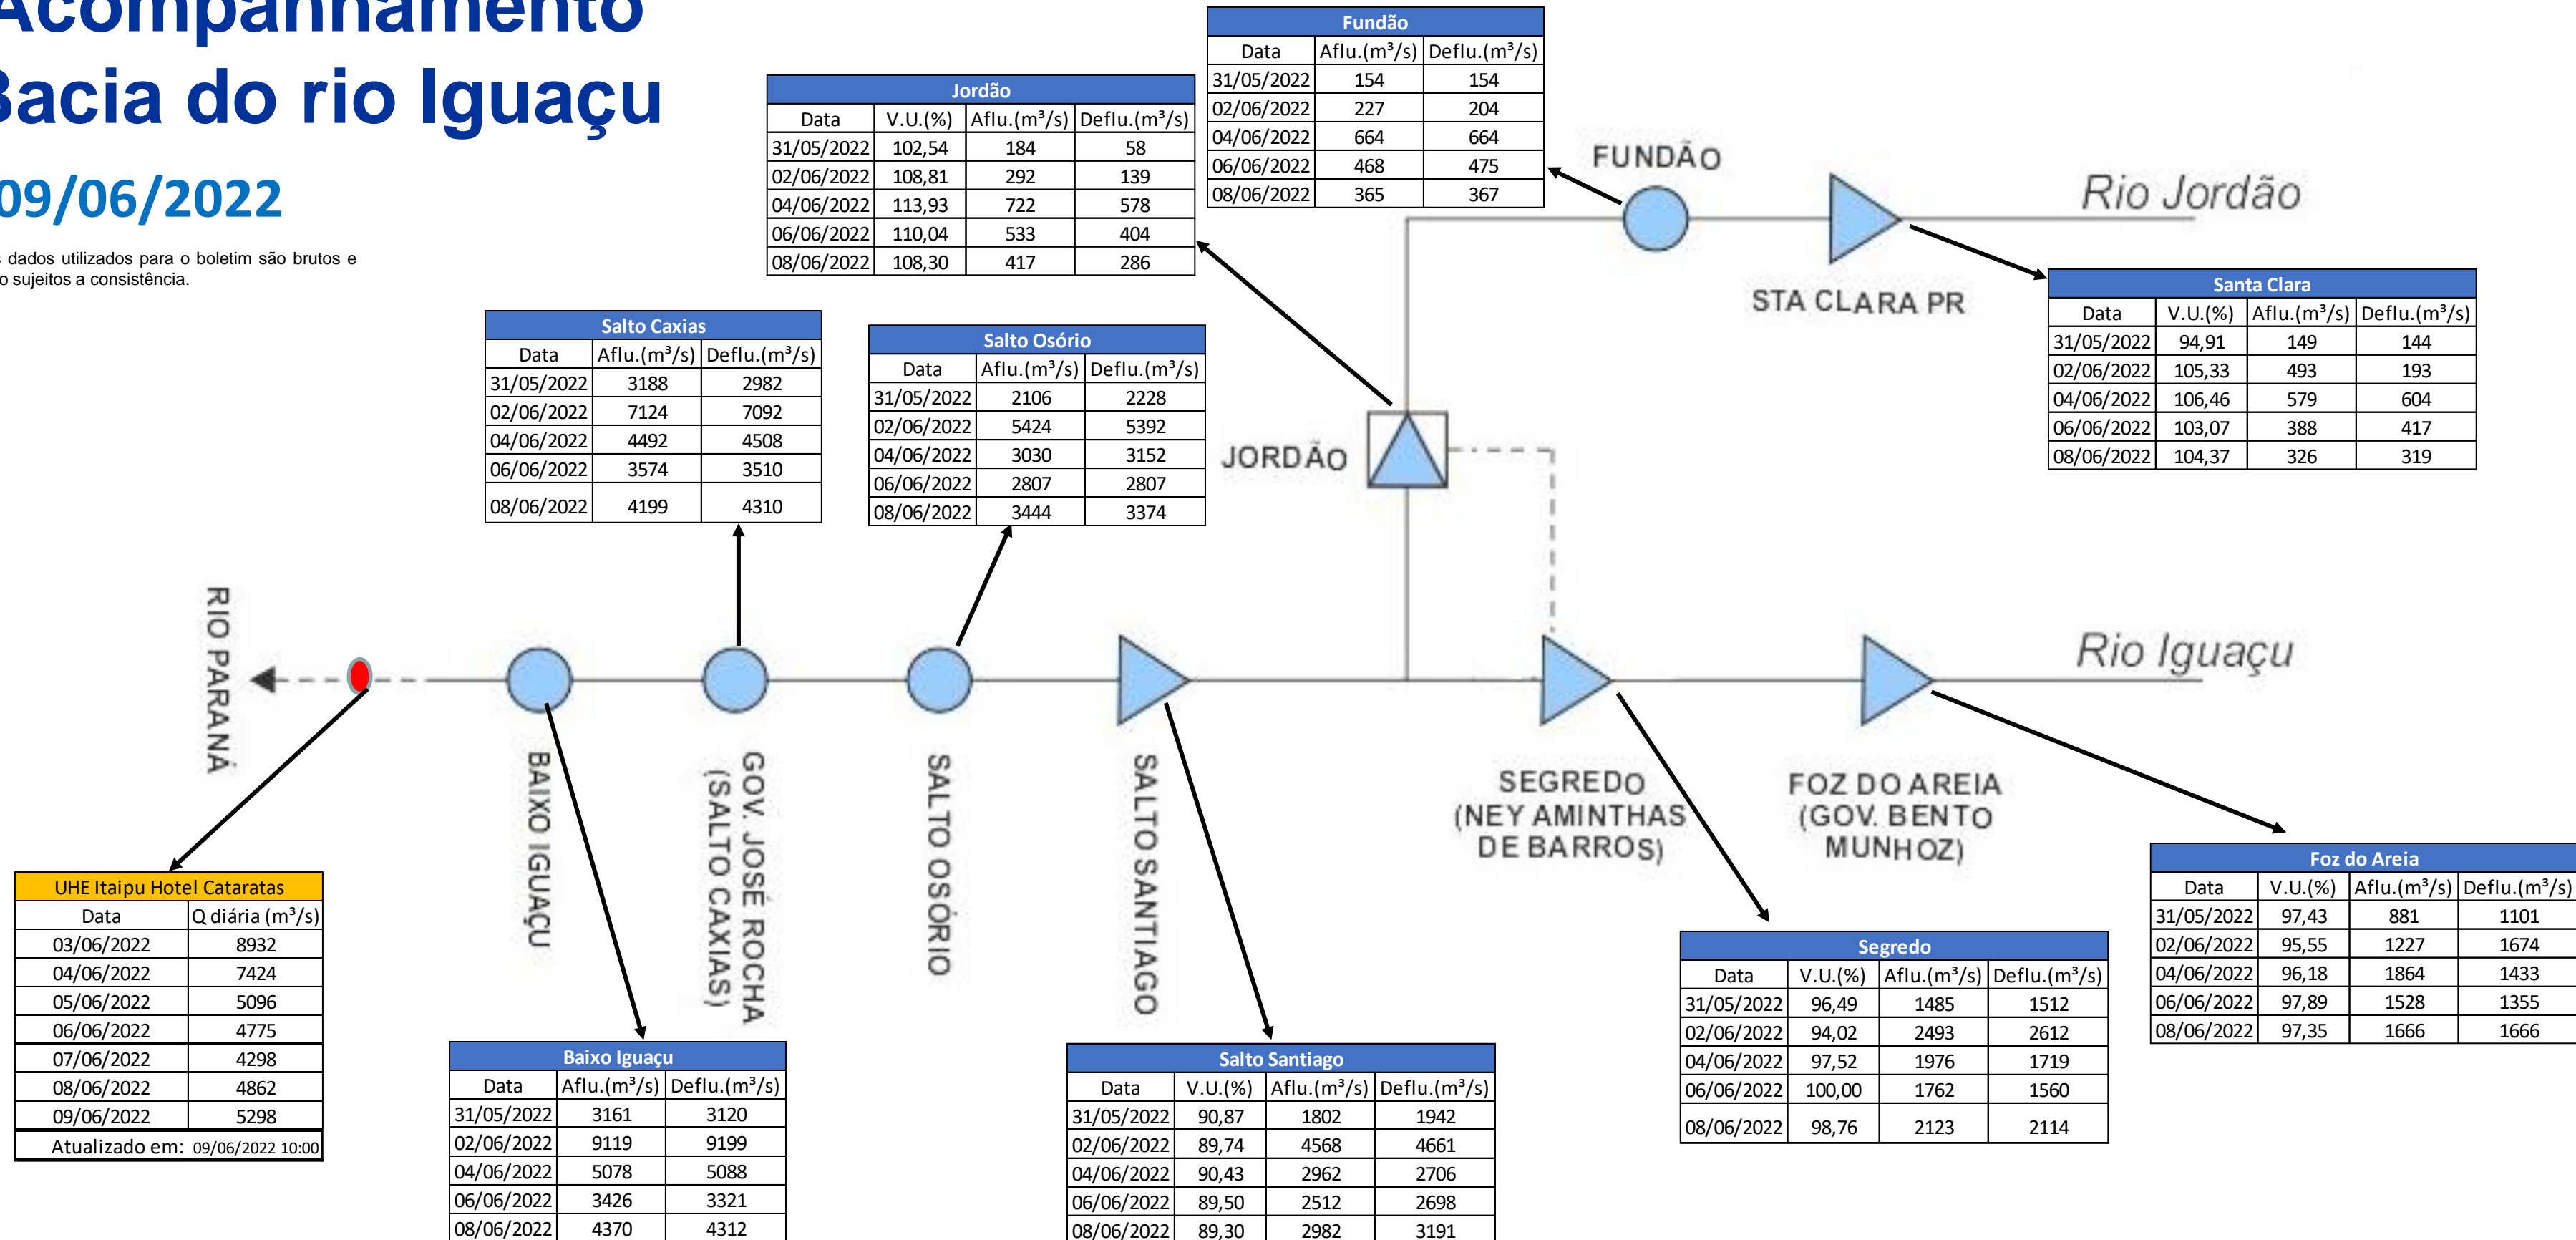 Acompanhamento
Bacia do rio Iguaçu
09/06/2022
dados utilizados para o boletim são brutos e
sujeitos a consistência.
Fundão
Data Aflu.(m³/s) Deflu.(m³/s)
31/05/2022 154 154
02/06/2022 227 204
04/06/2022 664 664
06/06/2022 468 475
08/06/2022 365 367
Jordão
Data V.U.(%) Aflu.(m³/s) Deflu.(m³/s)
31/05/2022 102,54 184 58
02/06/2022 108,81 292 139
04/06/2022 113,93 722 578
06/06/2022 110,04 533 404
08/06/2022 108,30 417 286
FUNDÃO
Rio Jordão
STA CLARA PR
Santa Clara
Data V.U.(%) Aflu.(m³/s) Deflu.(m³/s)
31/05/2022 94,91 149 144
02/06/2022 105,33 493 193
04/06/2022 106,46 579 604
06/06/2022 103,07 388 417
08/06/2022 104,37 326 319
Salto Caxias
Data Aflu.(m³/s) Deflu.(m³/s)
31/05/2022 3188 2982
02/06/2022 7124 7092
04/06/2022 4492 4508
06/06/2022 3574 3510
08/06/2022 4199 4310
Salto Osório
Data Aflu.(m³/s) Deflu.(m³/s)
31/05/2022 2106 2228
02/06/2022 5424 5392
04/06/2022 3030 3152
06/06/2022 2807 2807
08/06/2022 3444 3374
JORDÃO
RIO PARANÁ
Rio Iguaçu
BAIXO IGUAÇU
GOV. JOSÉ ROCHA
(SALTO CAXIAS)
SALTO OSÓRIO
SALTO SANTIAGO
SEGREDO
(NEY AMINTHAS
DE BARROS)
FOZ DO AREIA
(GOV. BENTO
MUNHOZ)
UHE Itaipu Hotel Cataratas
Data Q diária (m³/s)
03/06/2022 8932
04/06/2022 7424
05/06/2022 5096
06/06/2022 4775
07/06/2022 4298
08/06/2022 4862
09/06/2022 5298
Atualizado em: 09/06/2022 10:00
Baixo Iguaçu
Data Aflu.(m³/s) Deflu.(m³/s)
31/05/2022 3161 3120
02/06/2022 9119 9199
04/06/2022 5078 5088
06/06/2022 3426 3321
08/06/2022 4370 4312
Salto Santiago
Data V.U.(%) Aflu.(m³/s) Deflu.(m³/s)
31/05/2022 90,87 1802 1942
02/06/2022 89,74 4568 4661
04/06/2022 90,43 2962 2706
06/06/2022 89,50 2512 2698
08/06/2022 89,30 2982 3191
Segredo
Data V.U.(%) Aflu.(m³/s) Deflu.(m³/s)
31/05/2022 96,49 1485 1512
02/06/2022 94,02 2493 2612
04/06/2022 97,52 1976 1719
06/06/2022 100,00 1762 1560
08/06/2022 98,76 2123 2114
Foz do Areia
Data V.U.(%) Aflu.(m³/s) Deflu.(m³/s)
31/05/2022 97,43 881 1101
02/06/2022 95,55 1227 1674
04/06/2022 96,18 1864 1433
06/06/2022 97,89 1528 1355
08/06/2022 97,35 1666 1666